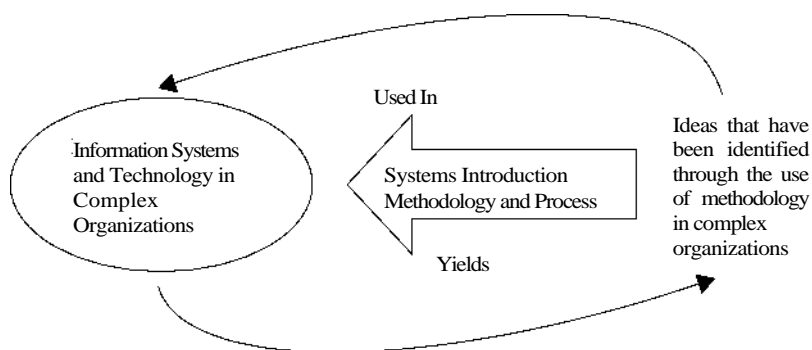 Used In
Information Systems
and Technology in
Complex
Organizations
Systems Introduction
Methodology and Process
Yields
Ideas that have
been identified
through the use
of methodology
in complex
organizations